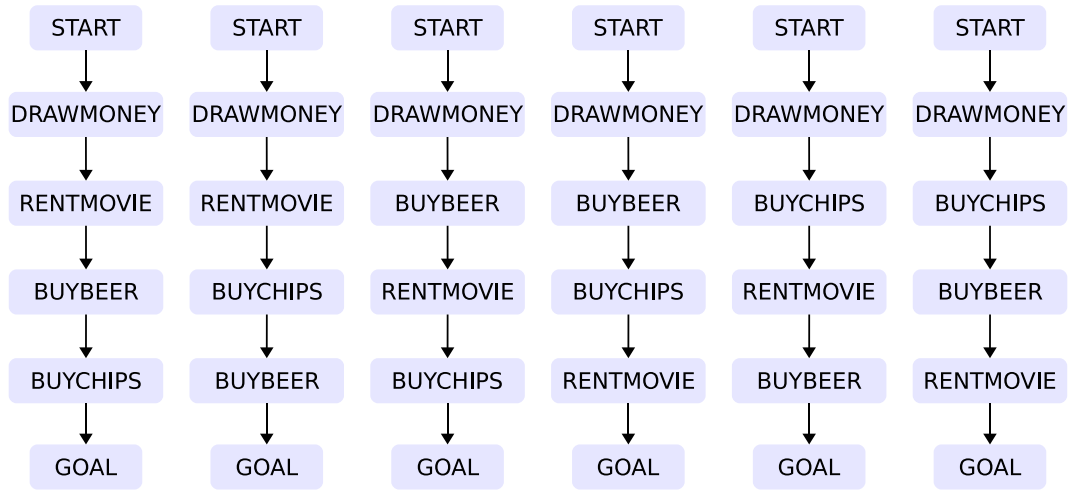 START START START START START START
DRAWMONEY DRAWMONEY DRAWMONEY DRAWMONEY DRAWMONEY DRAWMONEY
RENTMOVIE RENTMOVIE BUYBEER BUYBEER BUYCHIPS BUYCHIPS
BUYBEER BUYCHIPS RENTMOVIE BUYCHIPS RENTMOVIE BUYBEER
BUYCHIPS BUYBEER BUYCHIPS RENTMOVIE BUYBEER RENTMOVIE
GOAL GOAL GOAL GOAL GOAL GOAL